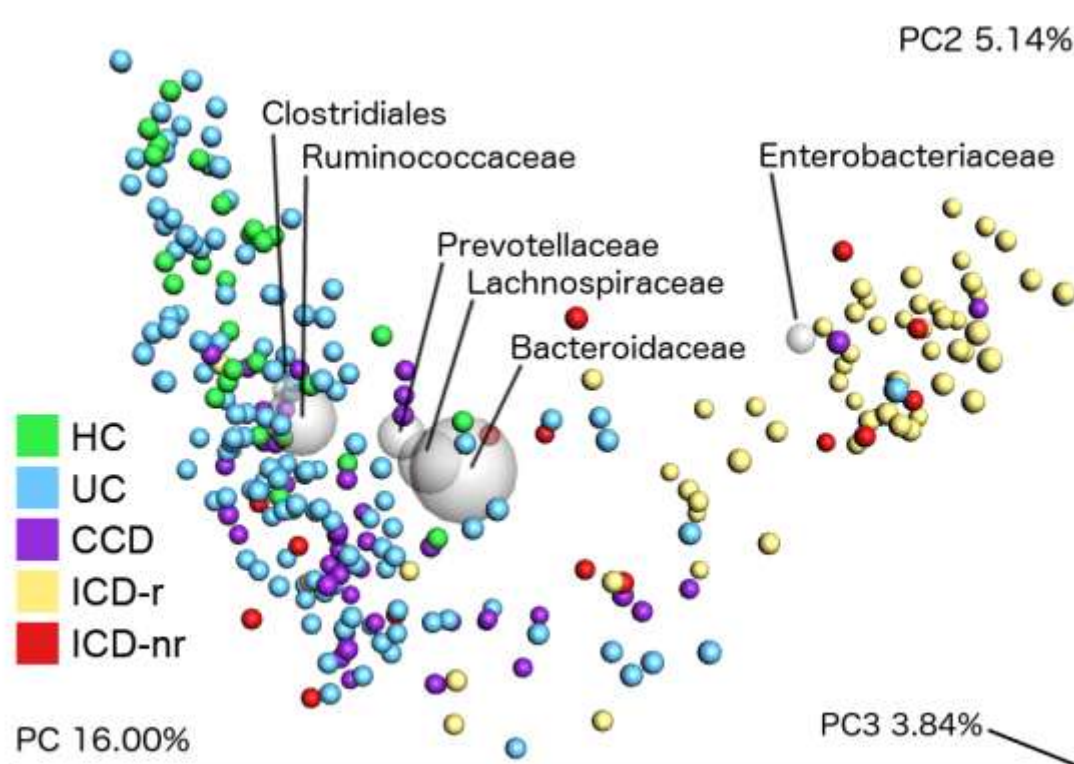 PC2 5.14%
Clostridiales
Ruminococcaceae
Enterobacteriaceae
Prevotellaceae
Lachnospiraceae
Bacteroidaceae
HC
UC
CCD
ICD-r
ICD-nr
PC 16.00%
PC3 3.84%